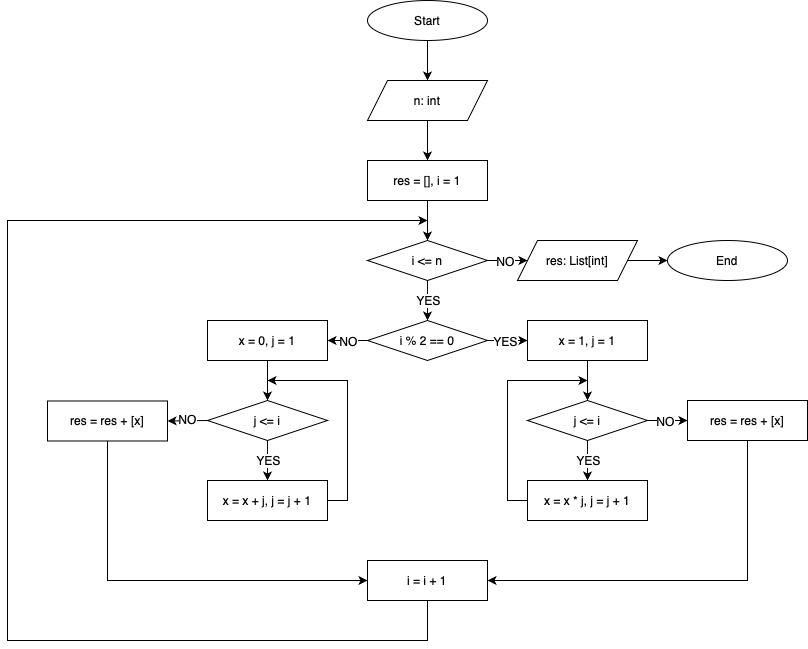 Start
n: int
res = [], i = 1
i <= n
NO
res: List[int]
End
YES
x = 0, j = 1
NO
i % 2 == 0
YES
x = 1, j = 1
res = res + [x]
NO
j <= i
j <= i
NO
res = res + [x]
YES
YES
x = x + j, j = j + 1
x = x * j, j = j + 1
i = i + 1